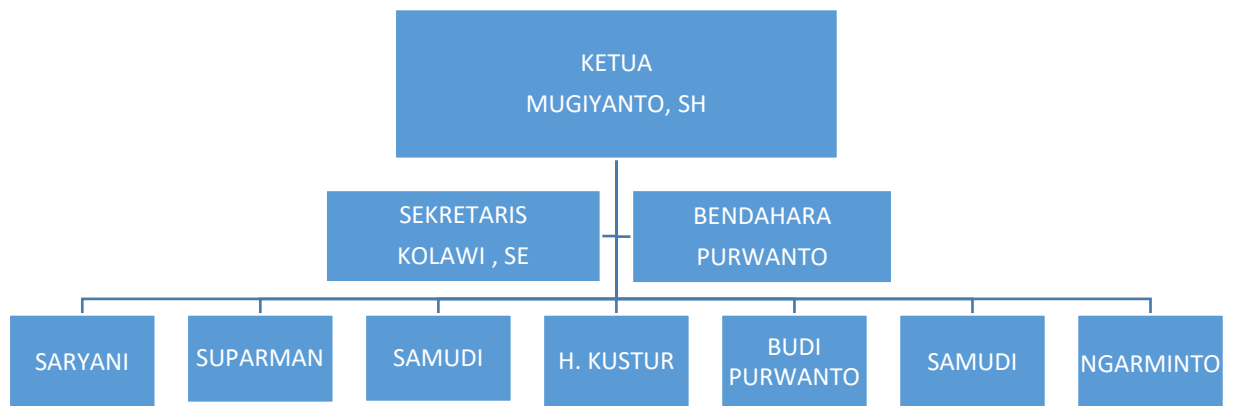 KETUA
MUGIYANTO, SH
SEKRETARIS
KOLAWI , SE
BENDAHARA
PURWANTO
SARYANI
SUPARMAN
SAMUDI
H. KUSTUR
BUDI
PURWANTO
SAMUDI
NGARMINTO